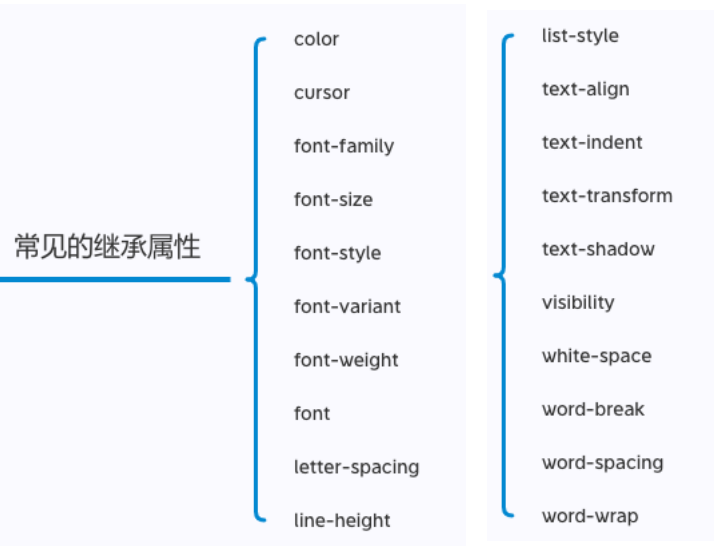 常见的继承属性
color
cursor
font-family
font-size
font-style
font-variant
font-weight
font
letter-spacing
line-height
list-style
text-align
text-indent
text-transform
text-shadow
visibility
white-space
word-break
word-spacing
word-wrap